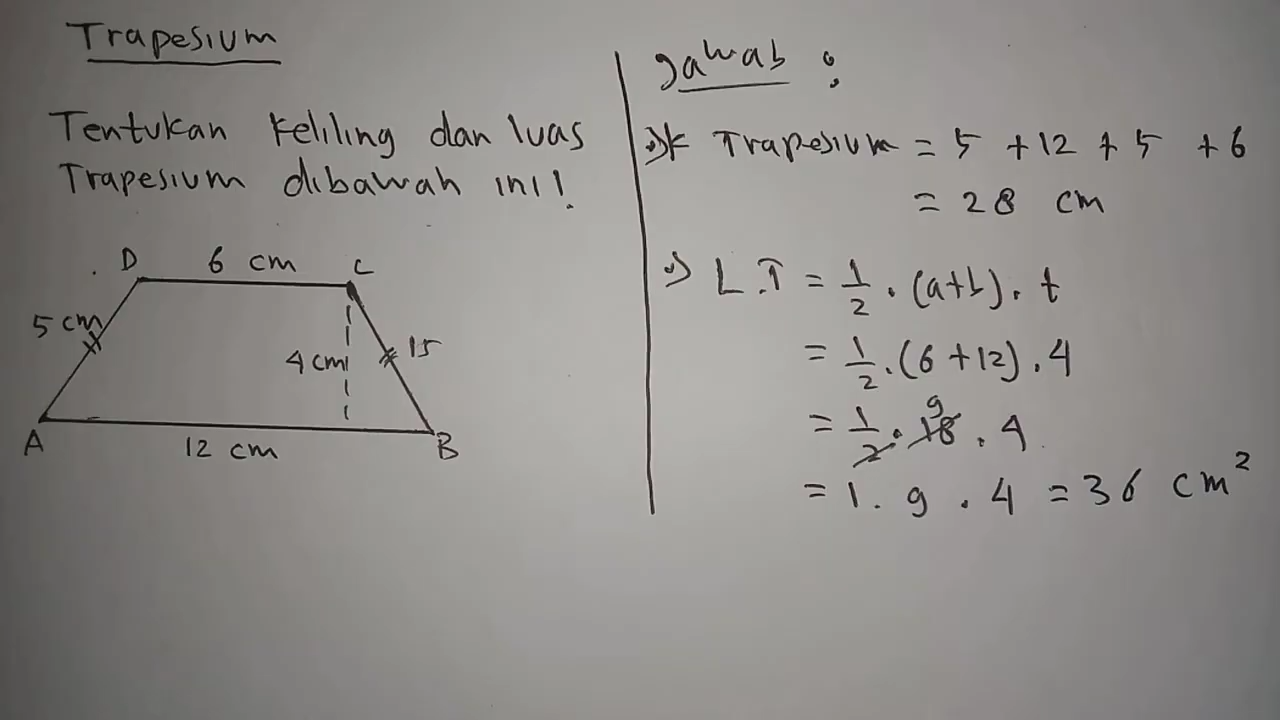 Trapesium
Tentukan Keliling dan luas
Trapesium dibawah ini!
D 6 cm C
5 cm
4 cm 15
A 12 cm B
Jawab :
K Trapesium = 5 + 12 + 5 + 6
= 28 cm
L.T = 1/2 . (a+b) . t
= 1/2 . (6 + 12) . 4
= 1/2 . 18 9 . 4
= 1 . 9 . 4 = 36 cm²